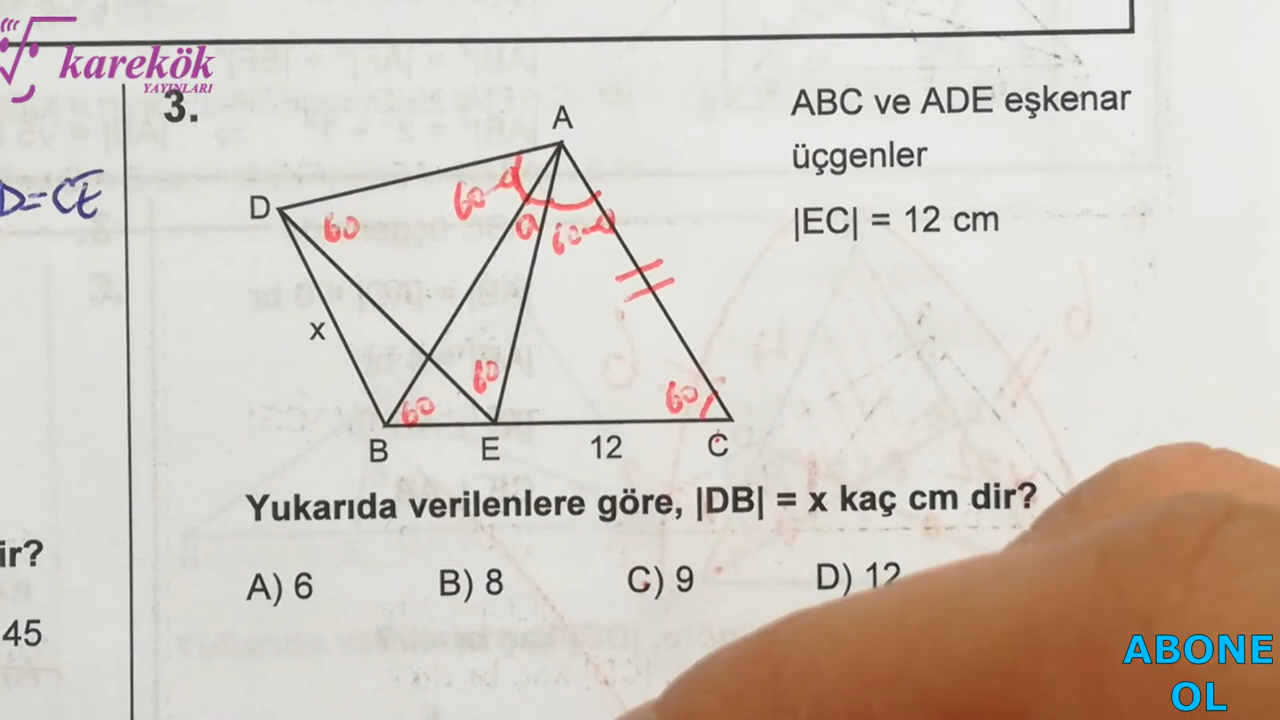 karekök
YAYINLARI
3.
ABC ve ADE eşkenar
üçgenler
|EC| = 12 cm
A
D
60
60-a
a
60-a
x
60
60
60
B
E
12
C
D=CE
Yukarıda verilenlere göre, |DB| = x kaç cm dir?
A) 6
B) 8
C) 9
D) 12
ir?
45
ABONE
OL